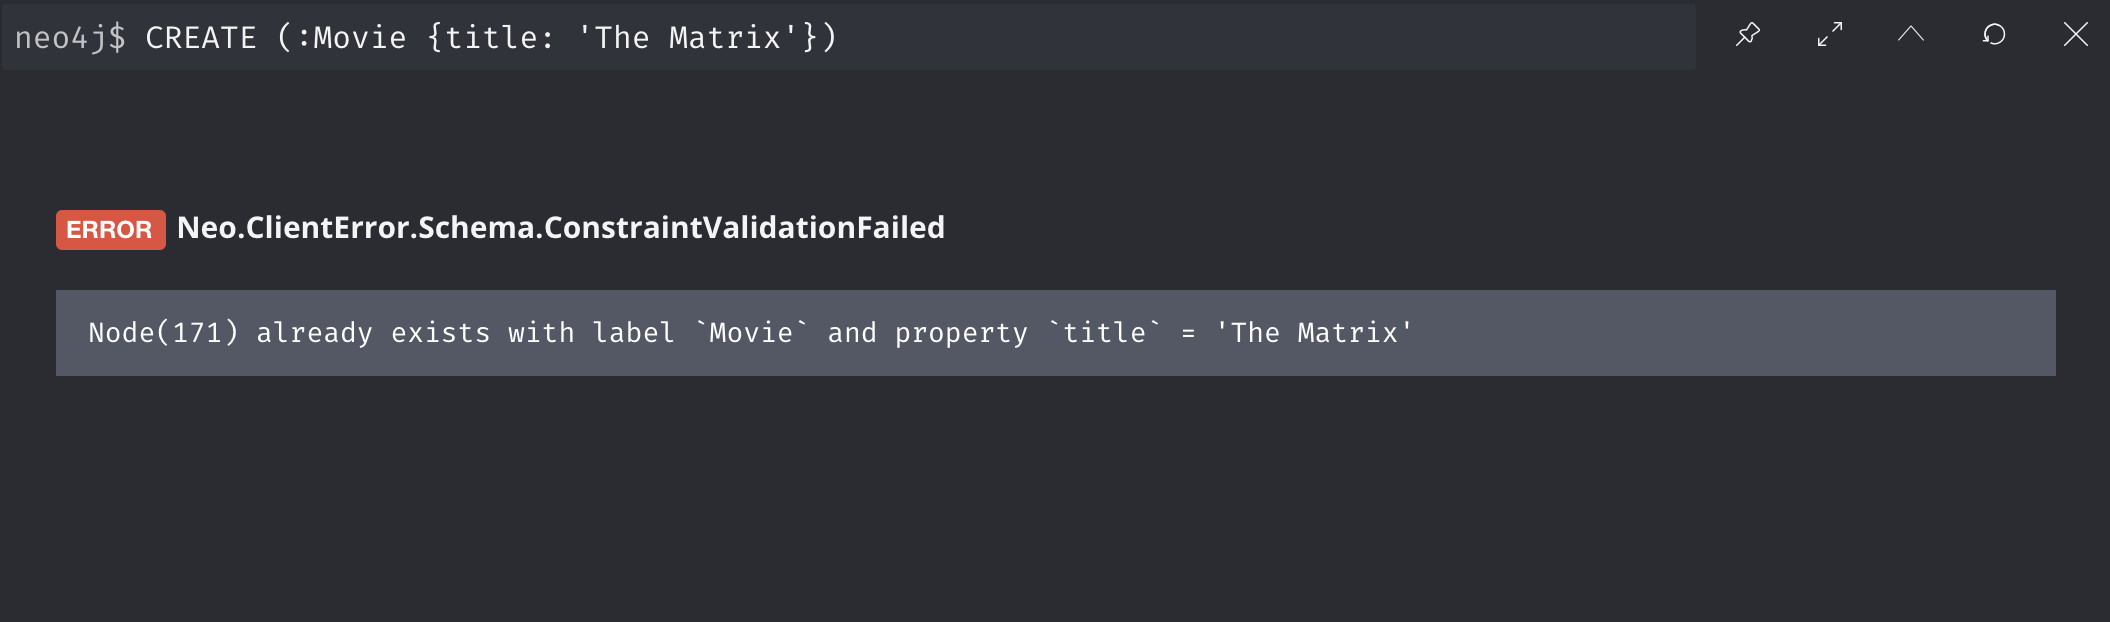 neo4j$ CREATE (:Movie {title: 'The Matrix'})
ERROR Neo.ClientError.Schema.ConstraintValidationFailed
Node(171) already exists with label `Movie` and property `title` = 'The Matrix'